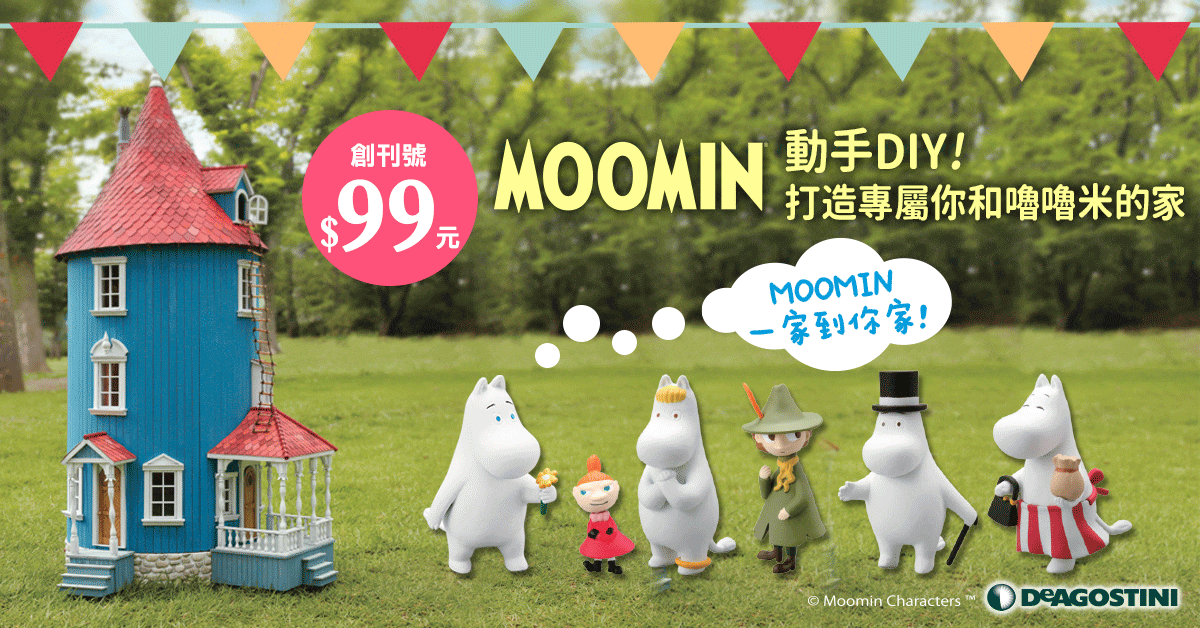 創刊號
$99元
MOOMIN
動手DIY!
打造專屬你和嚕嚕米的家
MOOMIN
一家到你家!
© Moomin Characters ™
DeAGOSTINI